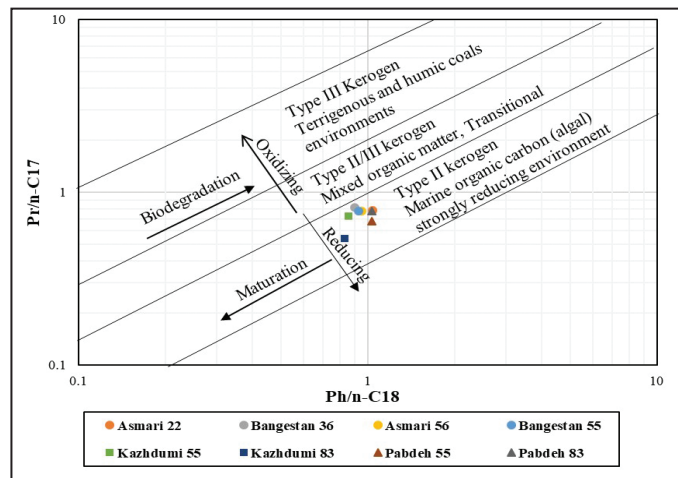 10
Type III Kerogen
Terrigenous and humic coals
environments
Type II/III kerogen
Mixed organic matter, Transitional
Type II kerogen
Marine organic carbon (algal)
strongly reducing environment
Oxidizing
Biodegradation
Reducing
Maturation
Pr/n-C17
1
0.1
0.1
1
10
Ph/n-C18
Asmari 22
Bangestan 36
Asmari 56
Bangestan 55
Kazhdumi 55
Kazhdumi 83
Pabdeh 55
Pabdeh 83